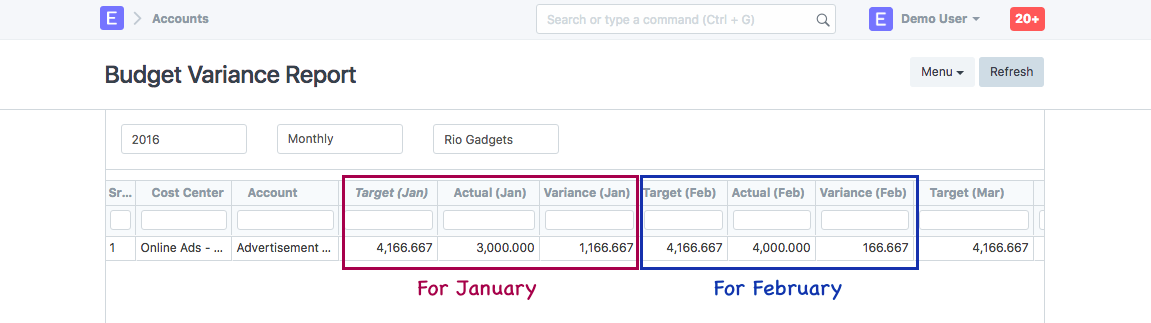 E Accounts Search or type a command (Ctrl + G) E Demo User 20+
Budget Variance Report Menu Refresh
2016 Monthly Rio Gadgets
Sr... Cost Center Account Target (Jan) Actual (Jan) Variance (Jan) Target (Feb) Actual (Feb) Variance (Feb) Target (Mar)
1 Online Ads - ... Advertisement ... 4,166.667 3,000.000 1,166.667 4,166.667 4,000.000 166.667 4,166.667
For January For February